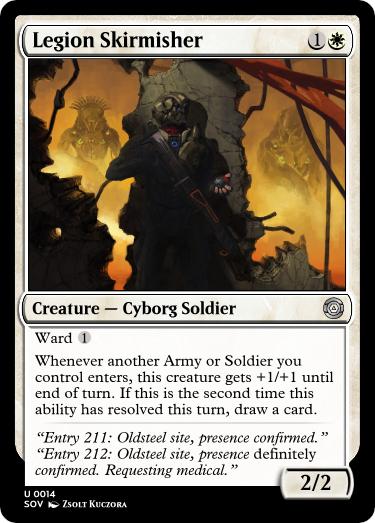 Legion Skirmisher
1
Creature — Cyborg Soldier
Ward 1
Whenever another Army or Soldier you
control enters, this creature gets +1/+1 until
end of turn. If this is the second time this
ability has resolved this turn, draw a card.
“Entry 211: Oldsteel site, presence confirmed.”
“Entry 212: Oldsteel site, presence definitely
confirmed. Requesting medical.”
2/2
U 0014
SOV Zsolt Kuczora